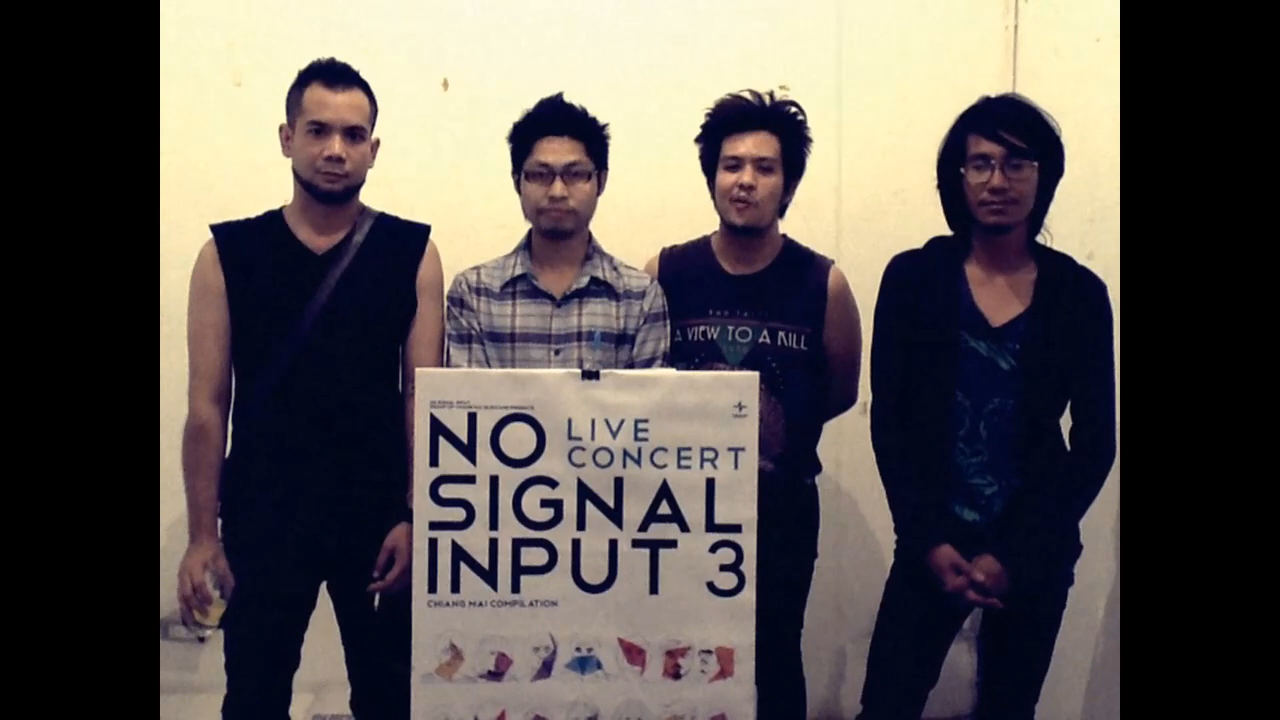 A VIEW TO A KILL
NO
LIVE
CONCERT
SIGNAL
INPUT 3
CHIANG MAI COMPILATION